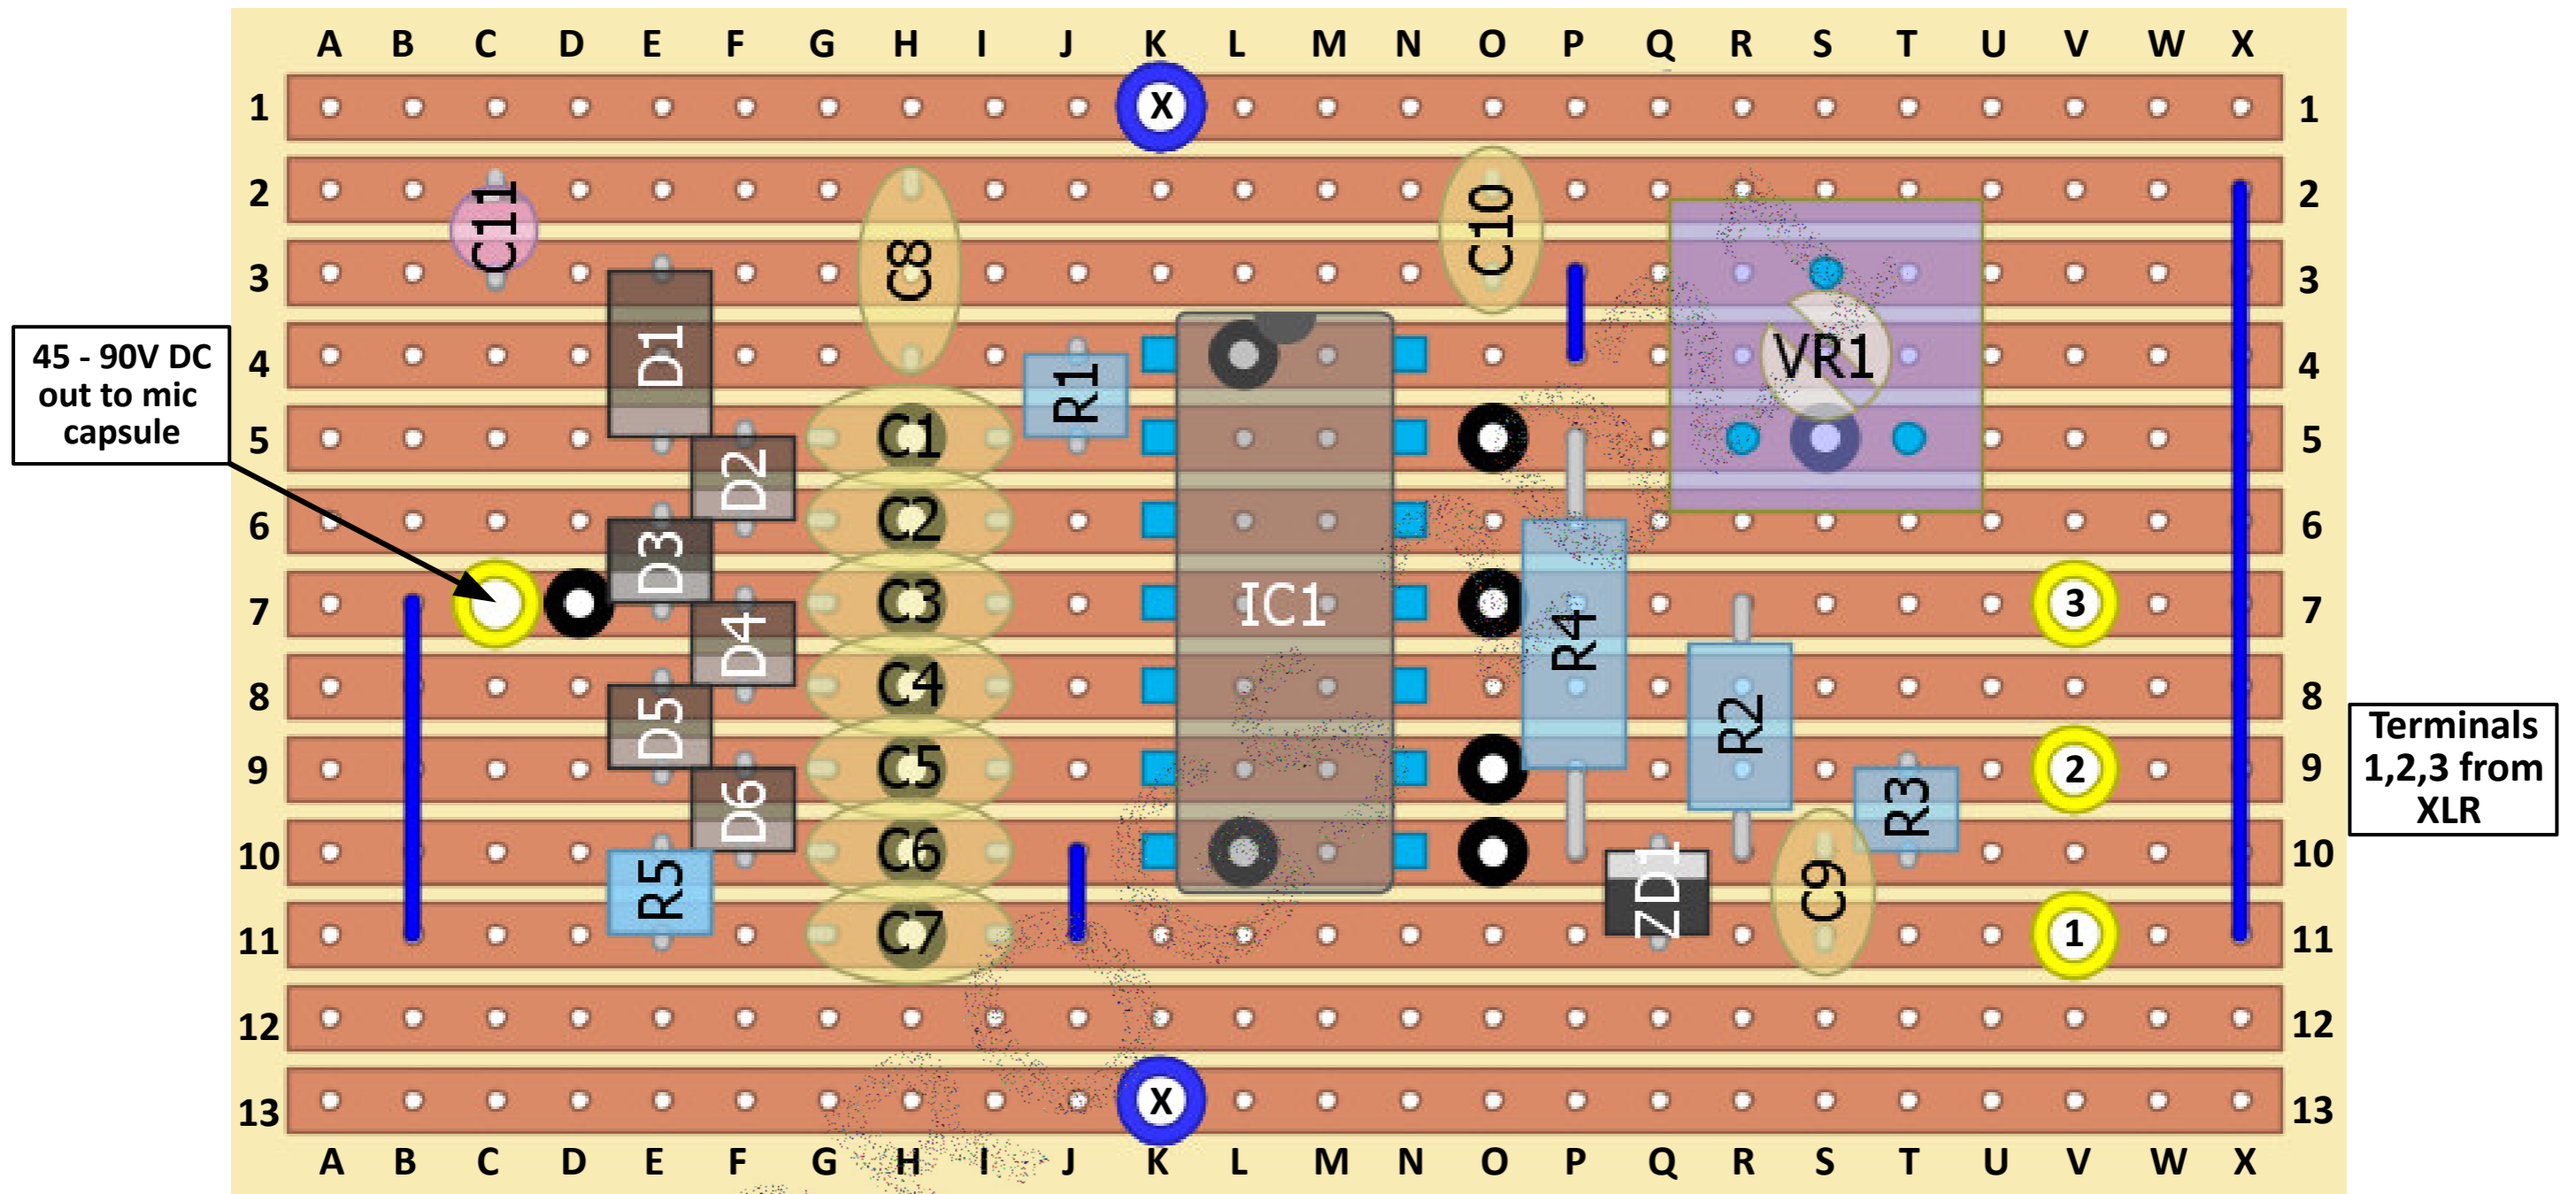 A B C D E F G H I J K L M N O P Q R S T U V W X
1 X 1
2 C11 C8 C10 2
3 3
45 - 90V DC
out to mic
capsule
4 D1 R1 VR1 4
5 D2 C1 5
6 D3 C2 6
7 D4 C3 IC1 R4 3 7
8 D5 C4 R2 8
Terminals
1,2,3 from
XLR
9 D6 C5 2 R3 9
10 R5 C6 ZD1 C9 10
11 C7 1 11
12 12
13 X 13
A B C D E F G H I J K L M N O P Q R S T U V W X